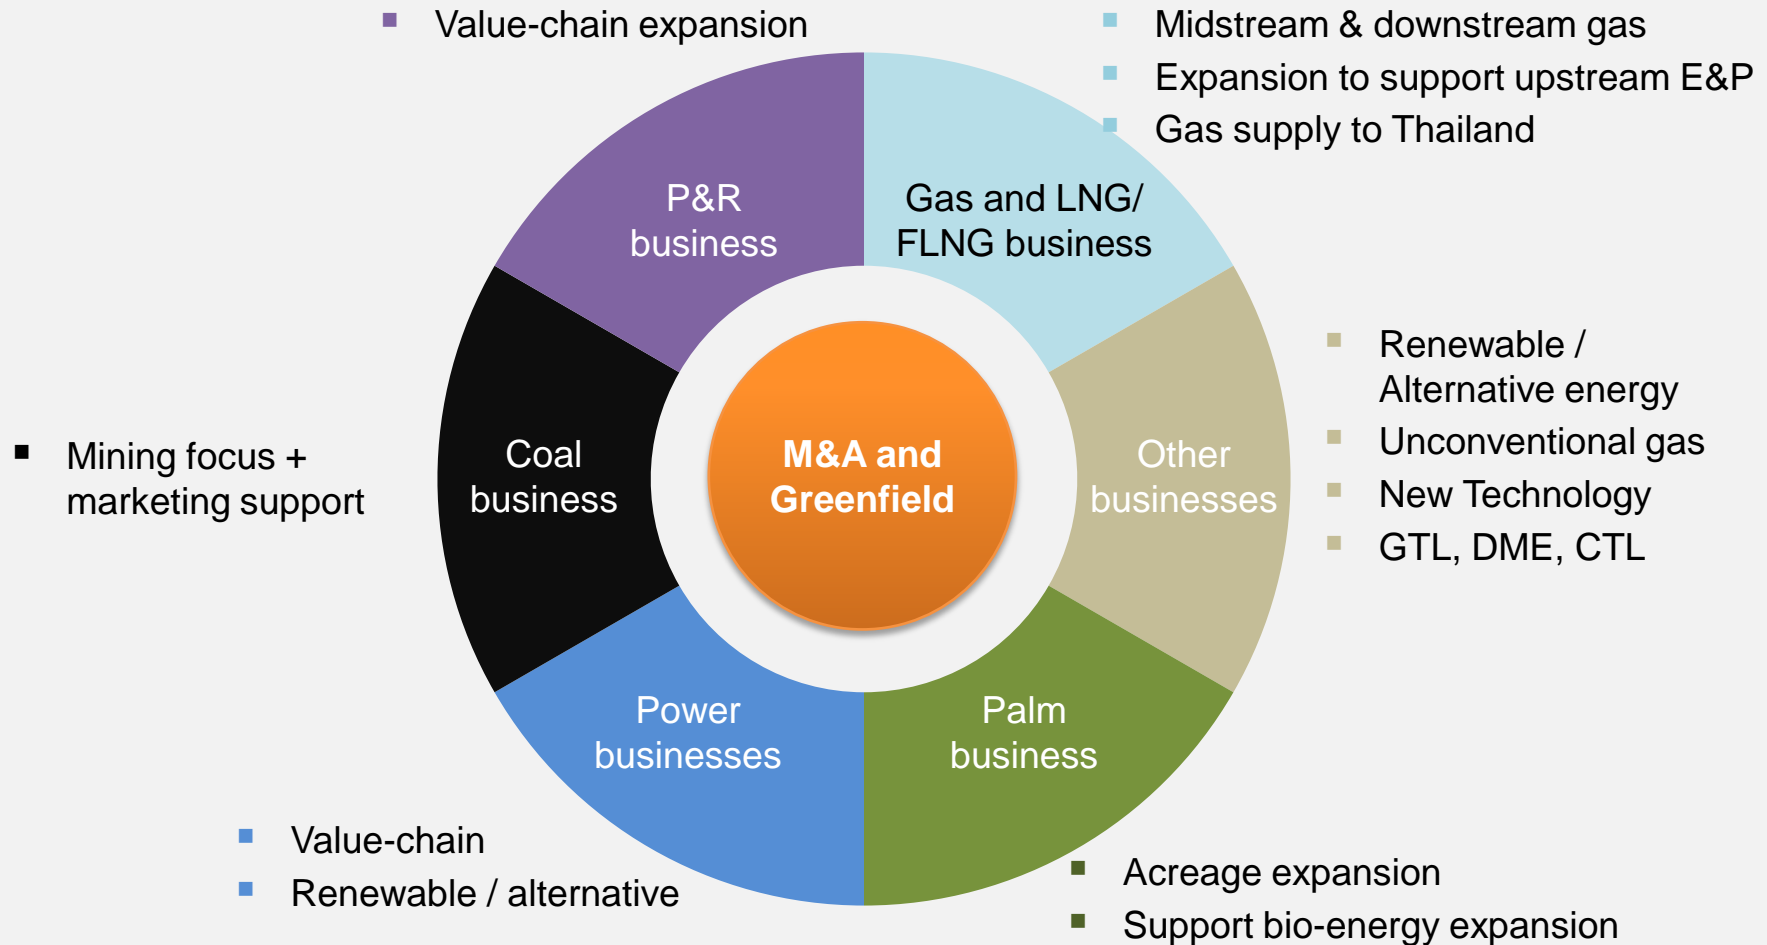 Value-chain expansion
Midstream & downstream gas
Expansion to support upstream E&P
Gas supply to Thailand
P&R
business
Gas and LNG/
FLNG business
Renewable /
Alternative energy
Unconventional gas
New Technology
GTL, DME, CTL
Mining focus +
marketing support
Coal
business
M&A and
Greenfield
Other
businesses
Power
businesses
Palm
business
Value-chain
Renewable / alternative
Acreage expansion
Support bio-energy expansion